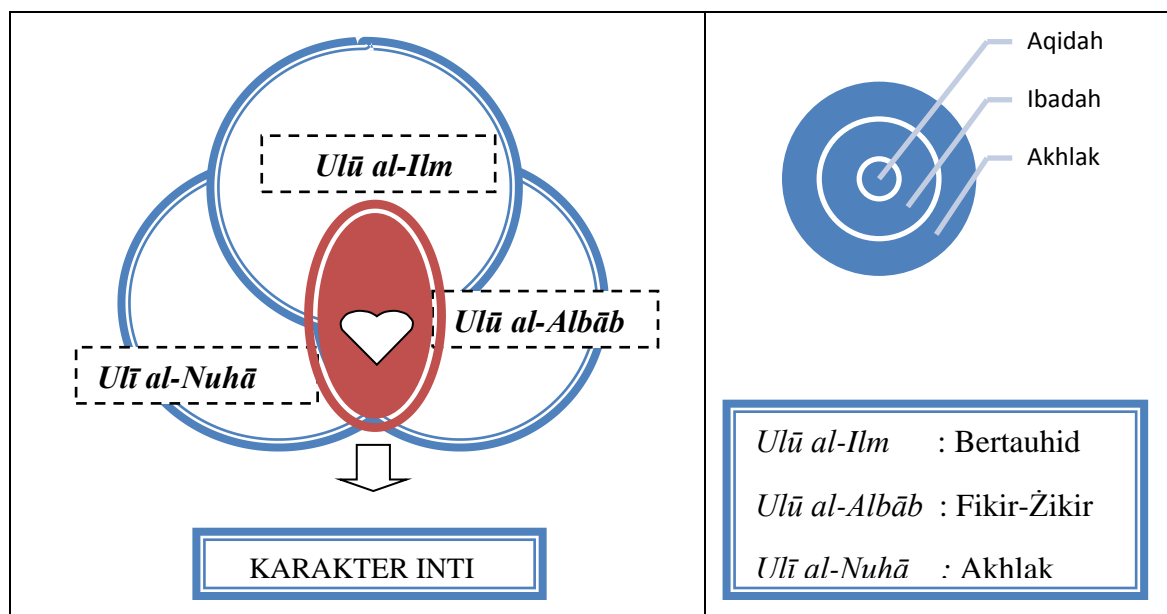 Ulū al-Ilm
Ulū al-Albāb
Ulī al-Nuhā
KARAKTER INTI
Aqidah
Ibadah
Akhlak
Ulū al-Ilm : Bertauhid
Ulū al-Albāb : Fikir-Żikir
Ulī al-Nuhā : Akhlak